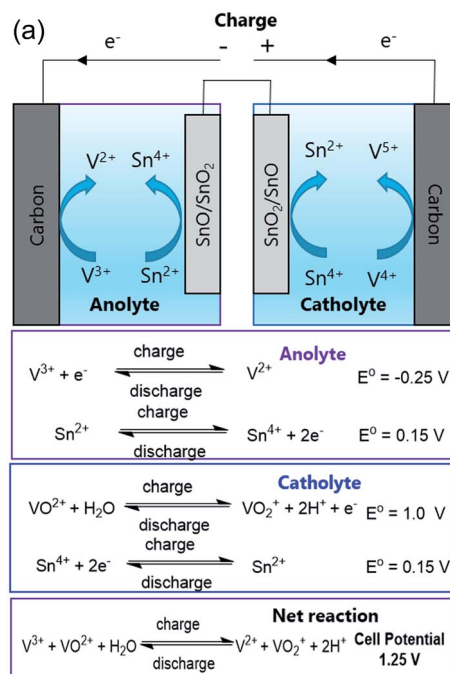 (a)
Charge
e⁻ - + e⁻
Carbon
V²⁺ Sn⁴⁺
V³⁺ Sn²⁺
Anolyte
SnO/SnO₂
SnO₂/SnO
Sn²⁺ V⁵⁺
Sn⁴⁺ V⁴⁺
Catholyte
Carbon
Anolyte
V³⁺ + e⁻ charge discharge V²⁺ E° = -0.25 V
Sn²⁺ charge discharge Sn⁴⁺ + 2e⁻ E° = 0.15 V
Catholyte
VO²⁺ + H₂O charge discharge VO₂⁺ + 2H⁺ + e⁻ E° = 1.0 V
Sn⁴⁺ + 2e⁻ charge discharge Sn²⁺ E° = 0.15 V
Net reaction
V³⁺ + VO²⁺ + H₂O charge discharge V²⁺ + VO₂⁺ + 2H⁺ Cell Potential
1.25 V